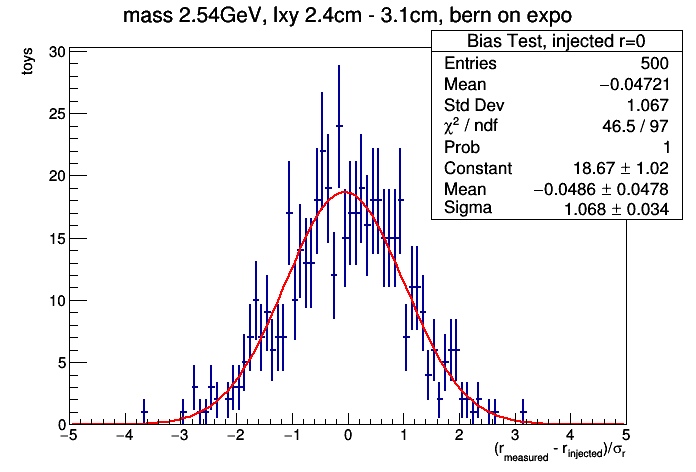 mass 2.54GeV, lxy 2.4cm - 3.1cm, bern on expo
toys
Bias Test, injected r=0
Entries 500
Mean −0.04721
Std Dev 1.067
χ² / ndf 46.5 / 97
Prob 1
Constant 18.67 ± 1.02
Mean −0.0486 ± 0.0478
Sigma 1.068 ± 0.034
30
25
20
15
10
5
0
−5 −4 −3 −2 −1 0 1 2 3 4 5
(r_measured - r_injected)/σ_r